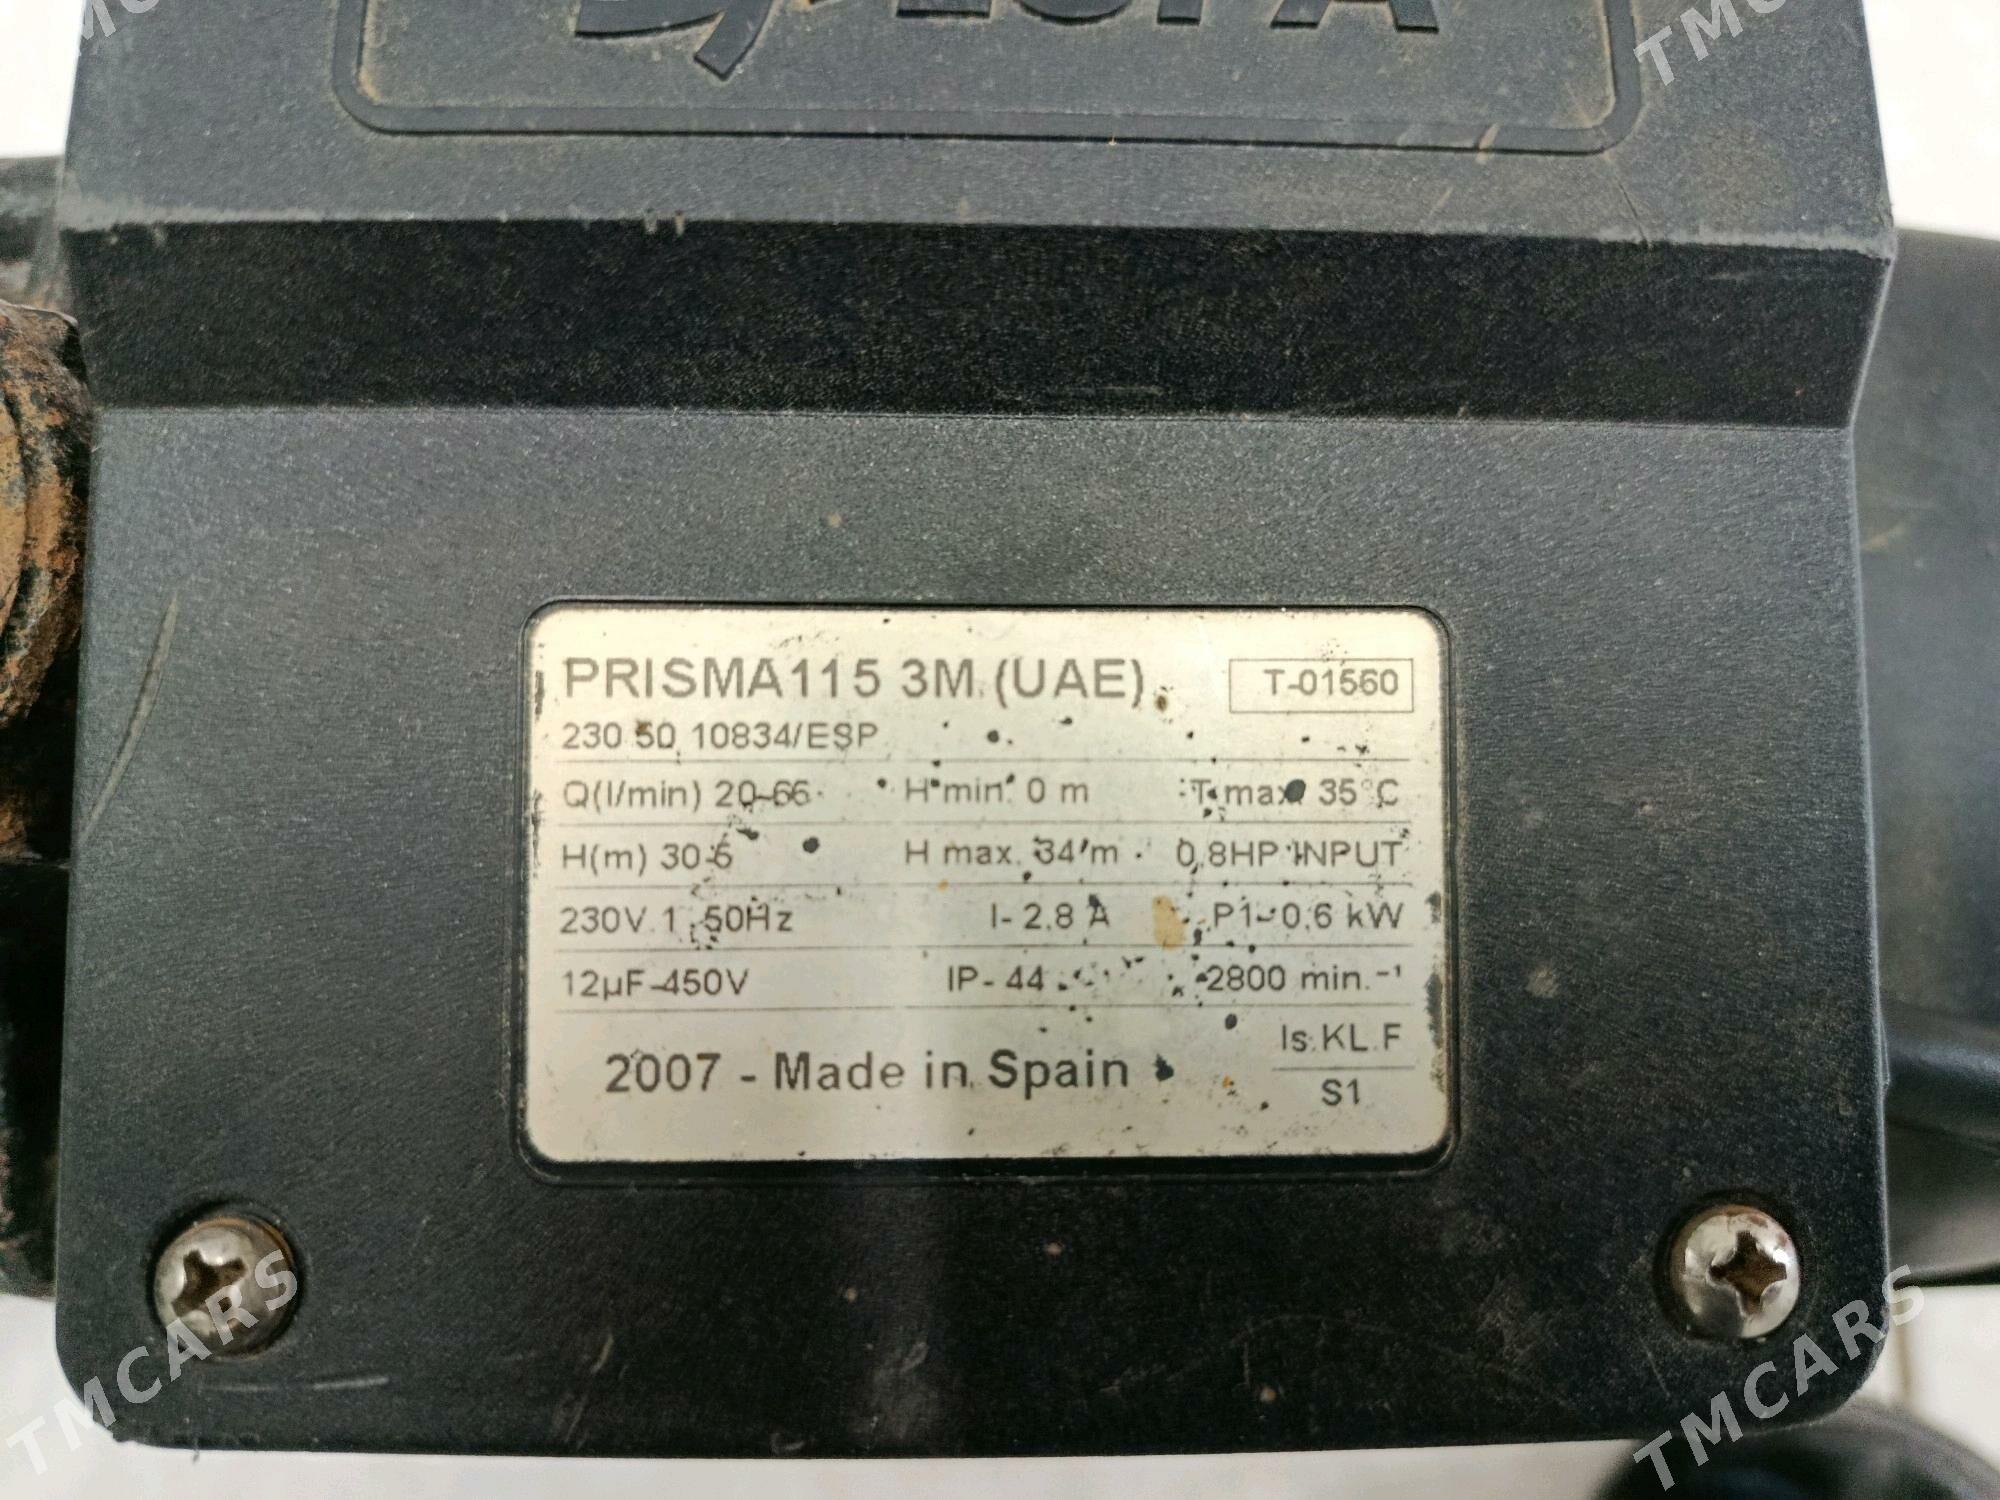 ESPA
PRISMA115 3M (UAE) T-01560
230 50 10834/ESP
Q(l/min) 20-66 H min. 0 m T max. 35°C
H(m) 30-6 H max. 34 m 0,8HP INPUT
230V 1 50Hz I- 2,8 A P1- 0,6 kW
12µF-450V IP- 44 2800 min.⁻¹
2007 - Made in Spain Is.KL.F
S1
TMCARS
TMCARS
TMCARS